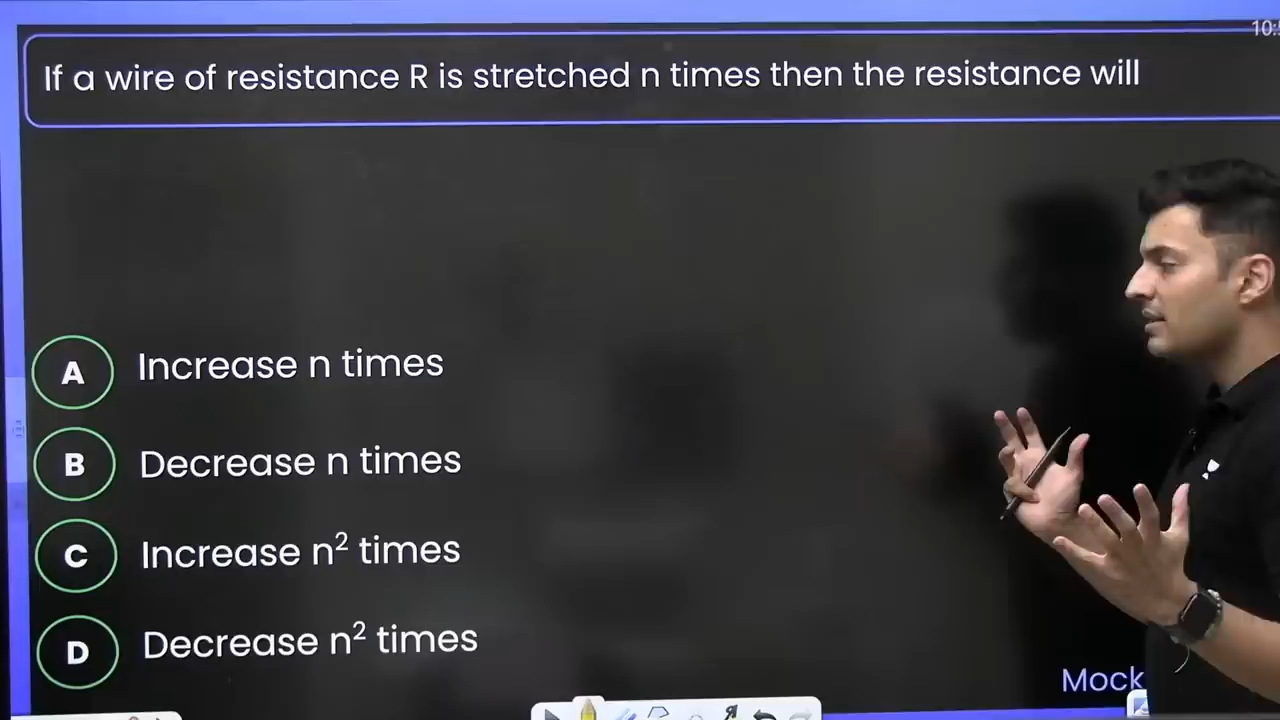 If a wire of resistance R is stretched n times then the resistance will
A Increase n times
B Decrease n times
C Increase n² times
D Decrease n² times
Mock